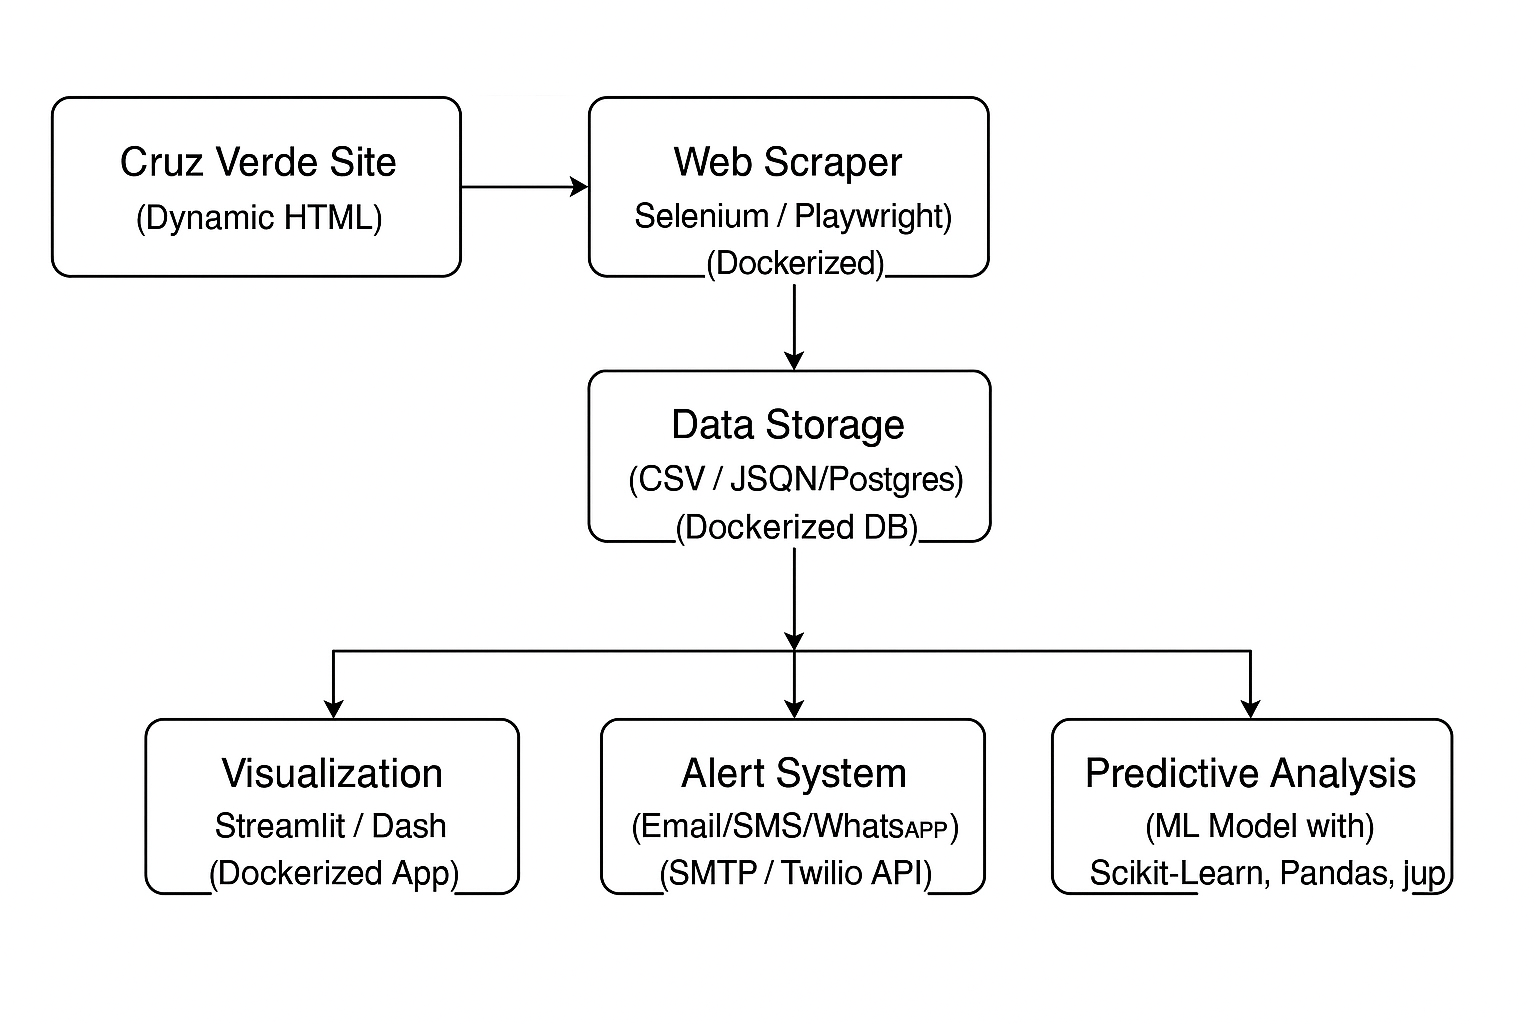 Cruz Verde Site
(Dynamic HTML)
Web Scraper
Selenium / Playwright)
(Dockerized)
Data Storage
(CSV / JSQN/Postgres)
(Dockerized DB)
Visualization
Streamlit / Dash
(Dockerized App)
Alert System
(Email/SMS/WhatsAPP)
(SMTP / Twilio API)
Predictive Analysis
(ML Model with)
Scikit-Learn, Pandas, jup